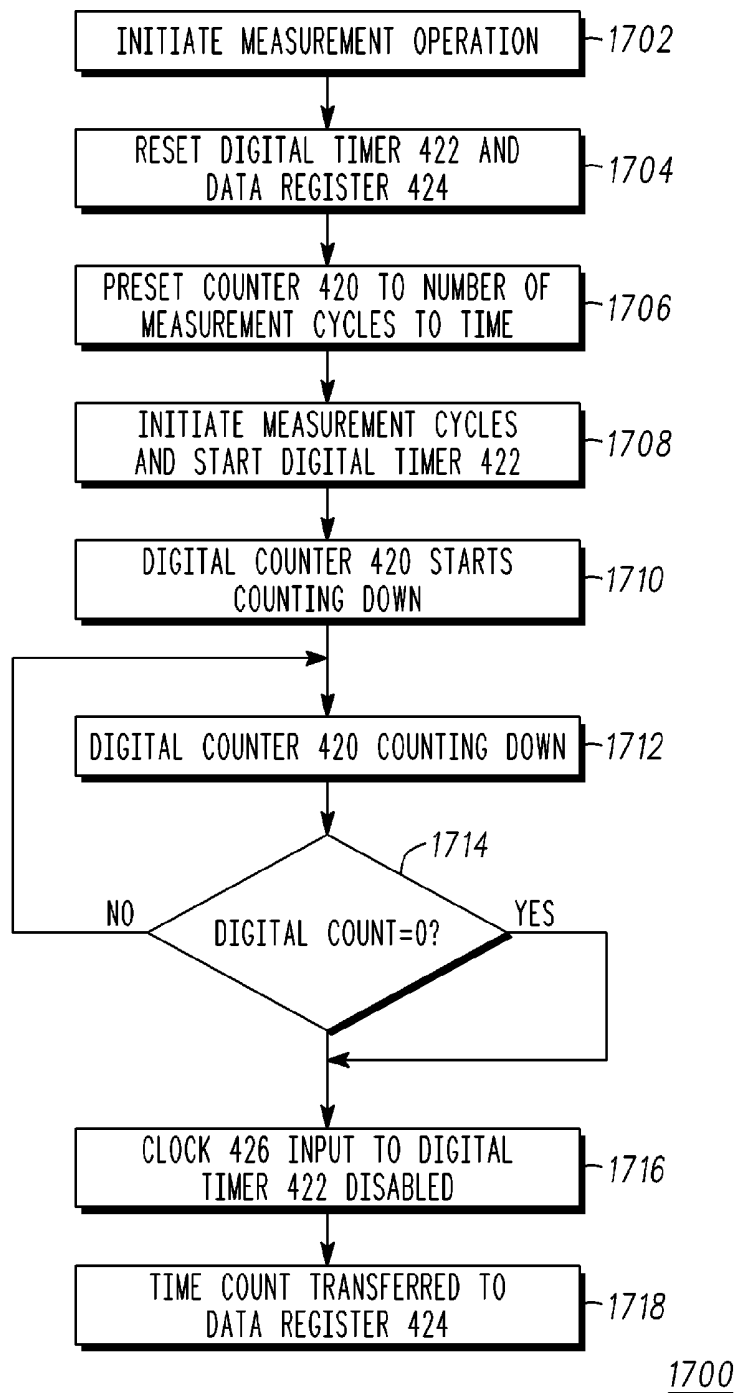 INITIATE MEASUREMENT OPERATION
1702
RESET DIGITAL TIMER 422 AND
DATA REGISTER 424
1704
PRESET COUNTER 420 TO NUMBER OF
MEASUREMENT CYCLES TO TIME
1706
INITIATE MEASUREMENT CYCLES
AND START DIGITAL TIMER 422
1708
DIGITAL COUNTER 420 STARTS
COUNTING DOWN
1710
DIGITAL COUNTER 420 COUNTING DOWN
1712
1714
NO
DIGITAL COUNT=0?
YES
CLOCK 426 INPUT TO DIGITAL
TIMER 422 DISABLED
1716
TIME COUNT TRANSFERRED TO
DATA REGISTER 424
1718
1700